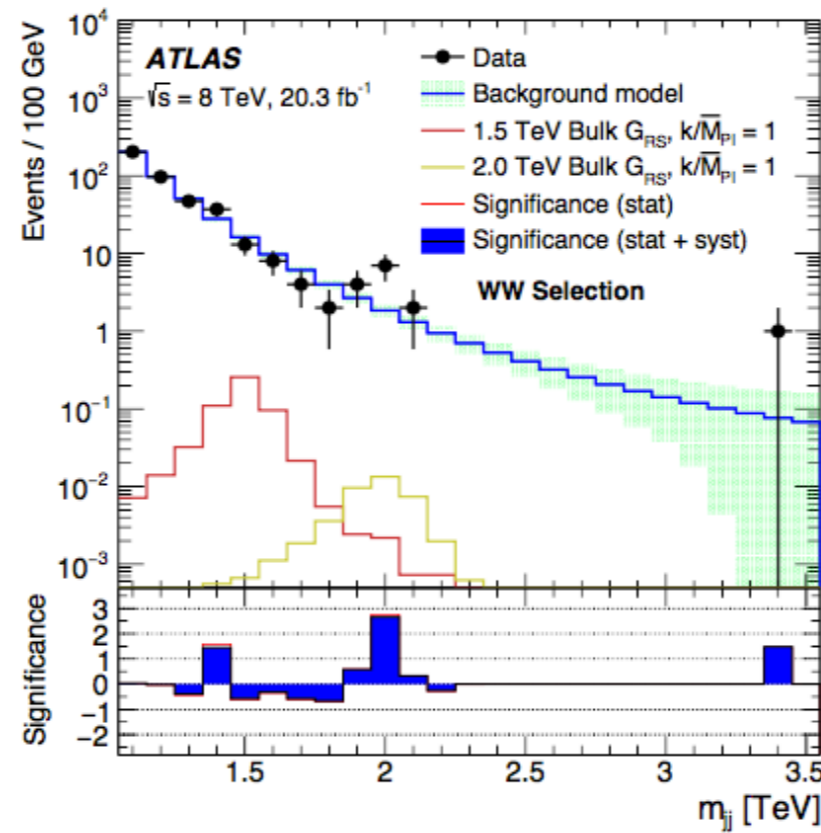 ATLAS
√s = 8 TeV, 20.3 fb⁻¹
Data
Background model
1.5 TeV Bulk G_RS, k/M̅_Pl = 1
2.0 TeV Bulk G_RS, k/M̅_Pl = 1
Significance (stat)
Significance (stat + syst)
WW Selection
Events / 100 GeV
10⁴
10³
10²
10
1
10⁻¹
10⁻²
10⁻³
Significance
3
2
1
0
−1
−2
1.5 2 2.5 3 3.5
m_jj [TeV]